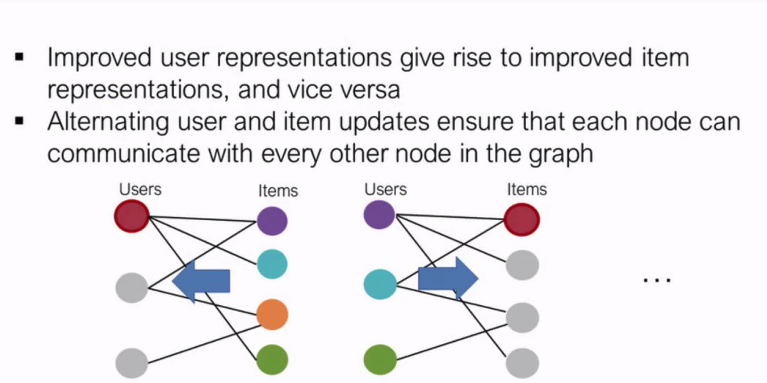 ▪ Improved user representations give rise to improved item
representations, and vice versa
▪ Alternating user and item updates ensure that each node can
communicate with every other node in the graph
Users Items Users Items
...